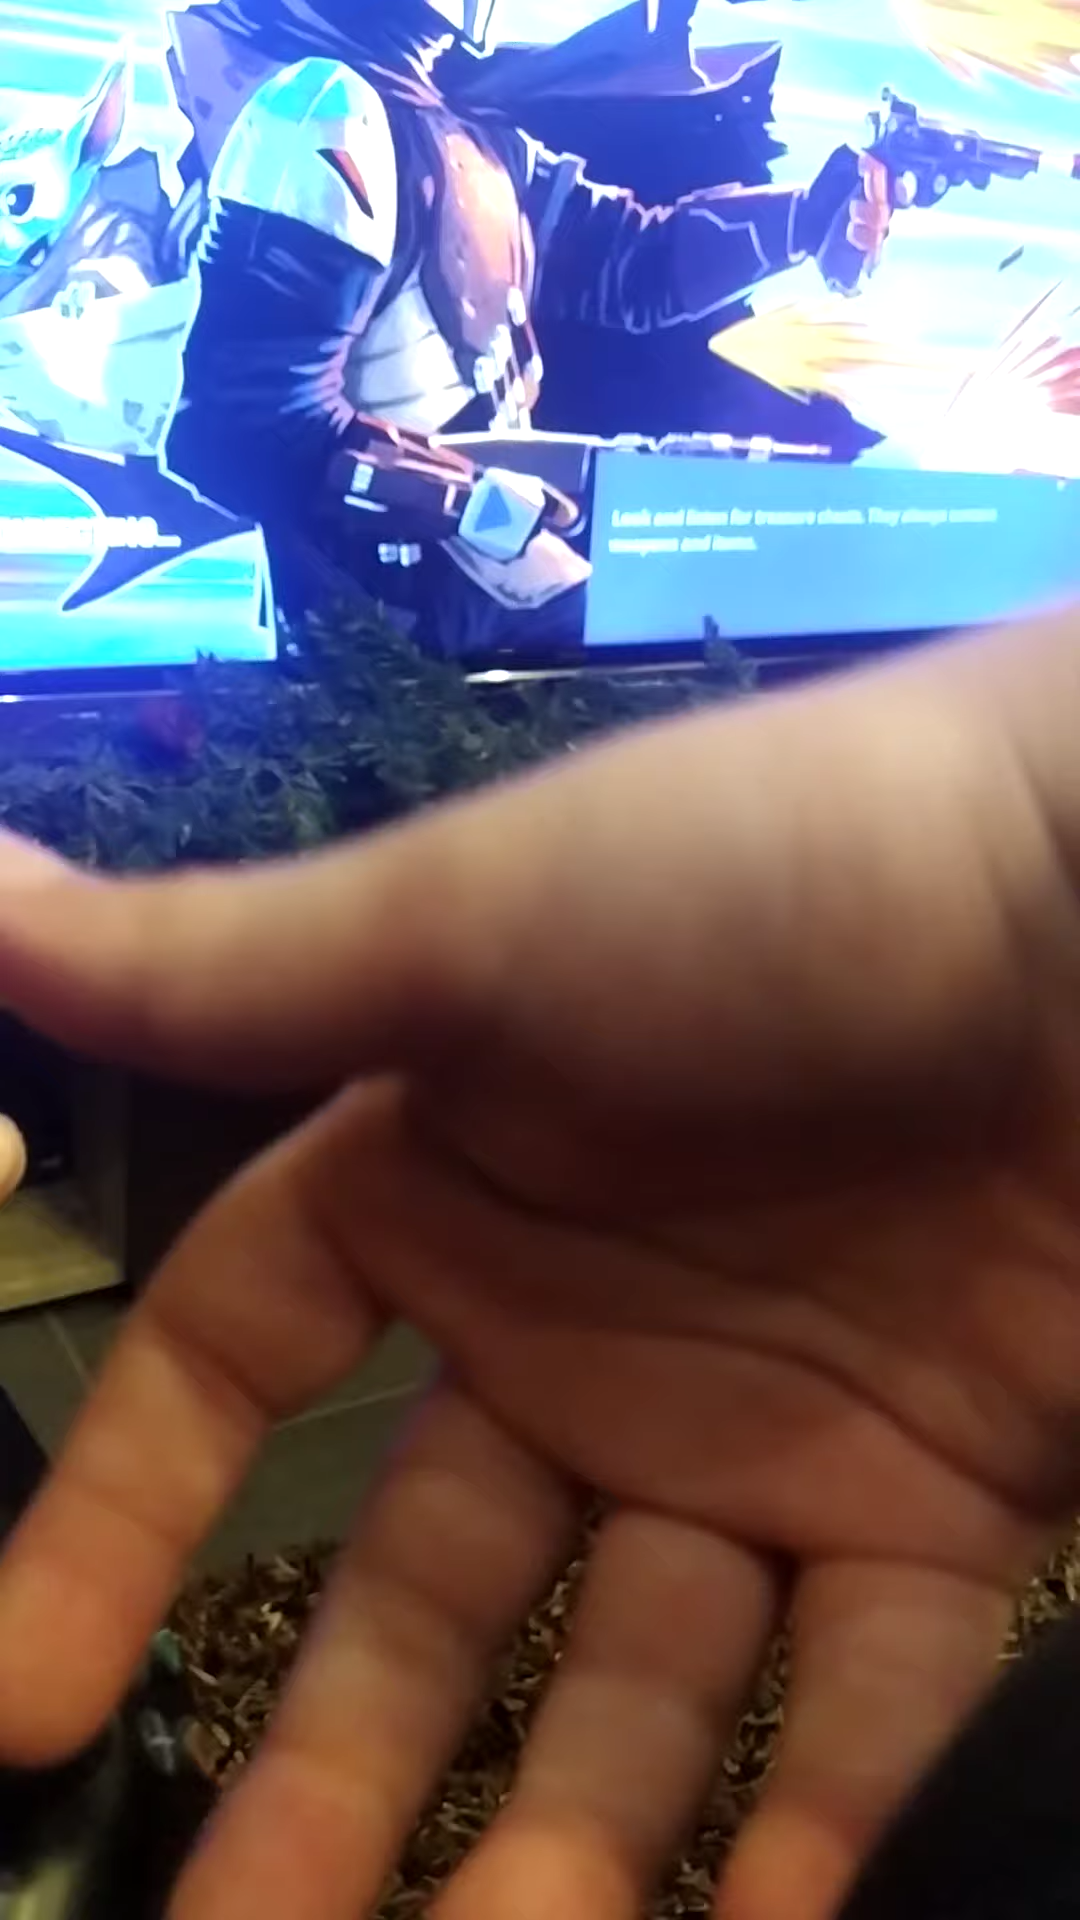 Look and listen for treasure chests. They always contain
weapons and items.